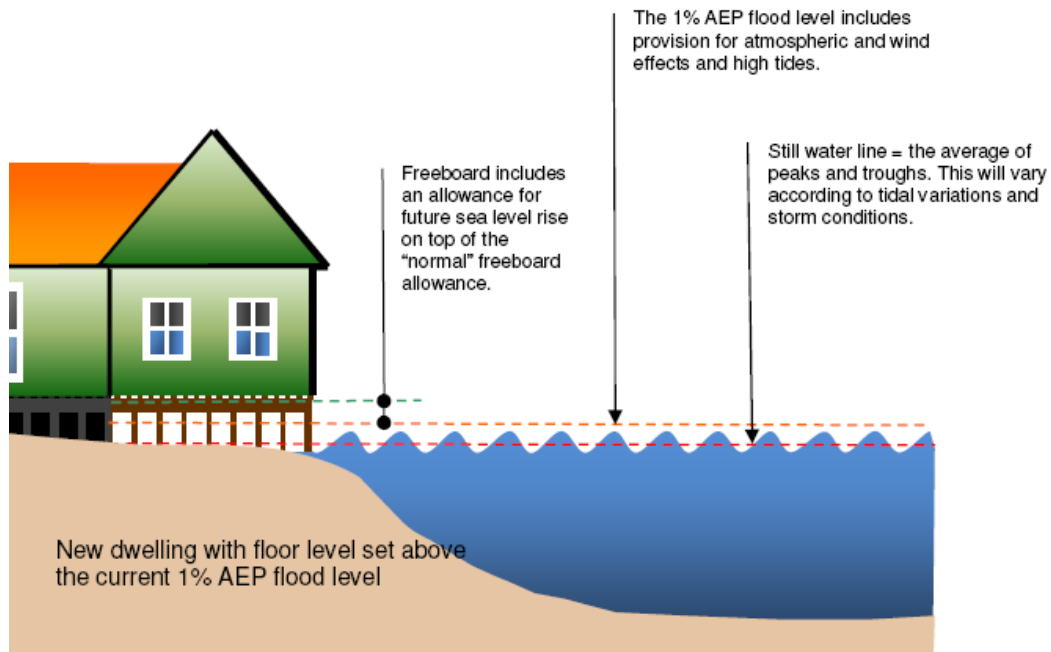 The 1% AEP flood level includes
provision for atmospheric and wind
effects and high tides.
Still water line = the average of
peaks and troughs. This will vary
according to tidal variations and
storm conditions.
Freeboard includes
an allowance for
future sea level rise
on top of the
“normal” freeboard
allowance.
New dwelling with floor level set above
the current 1% AEP flood level